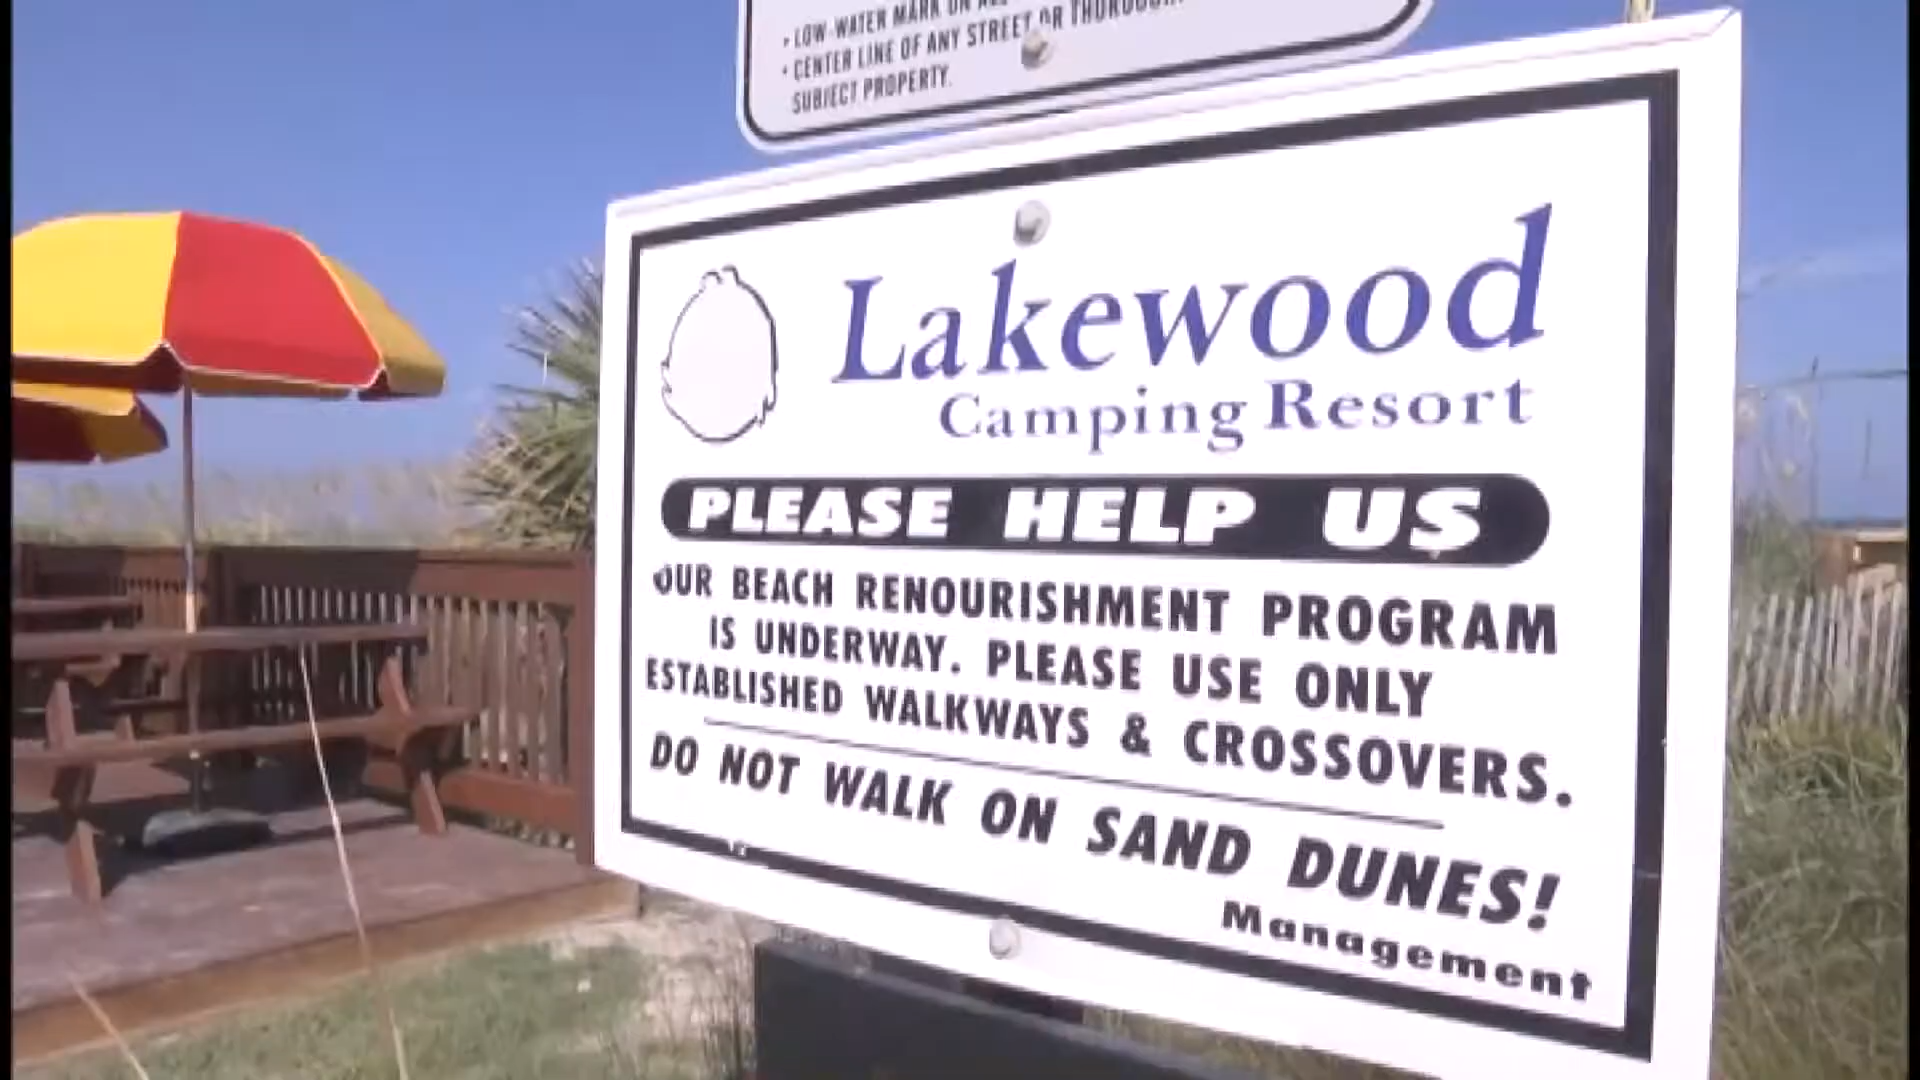 • LOW-WATER MARK ON
• CENTER LINE OF ANY STREET OR
SUBJECT PROPERTY.
Lakewood
Camping Resort
PLEASE HELP US
OUR BEACH RENOURISHMENT PROGRAM
IS UNDERWAY. PLEASE USE ONLY
ESTABLISHED WALKWAYS & CROSSOVERS.
DO NOT WALK ON SAND DUNES!
Management